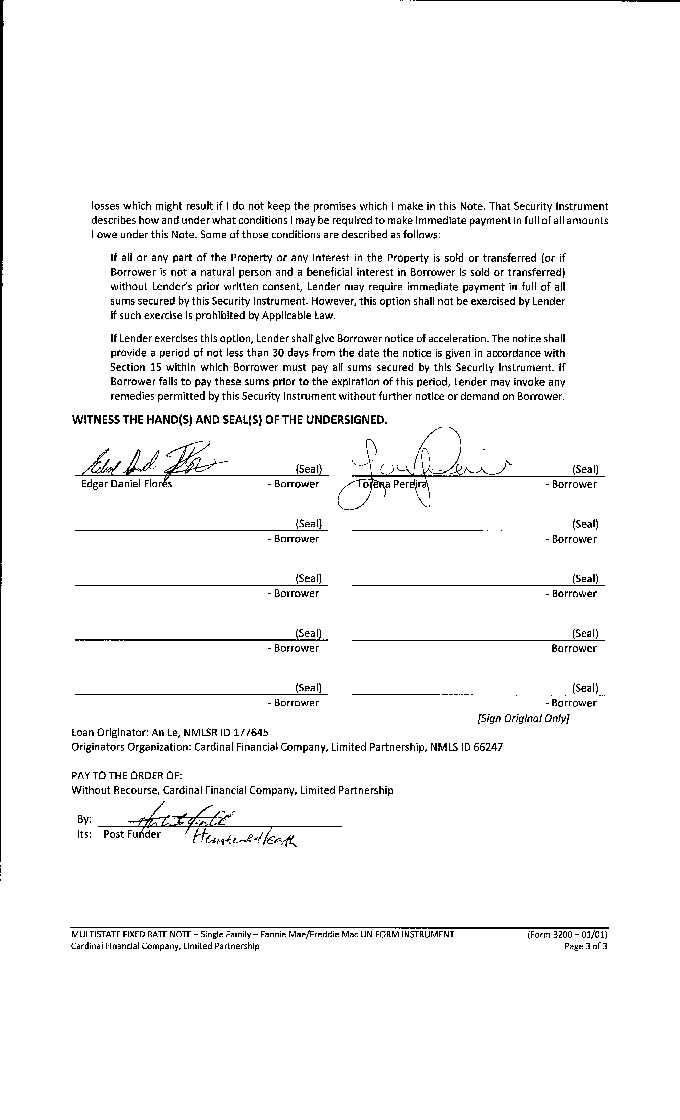 losses which might result if I do not keep the promises which I make in this Note. That Security Instrument
describes how and under what conditions I may be required to make immediate payment in full of all amounts
I owe under this Note. Some of those conditions are described as follows:
If all or any part of the Property or any Interest in the Property is sold or transferred (or if
Borrower is not a natural person and a beneficial interest in Borrower is sold or transferred)
without Lender's prior written consent, Lender may require immediate payment in full of all
sums secured by this Security Instrument. However, this option shall not be exercised by Lender
if such exercise is prohibited by Applicable Law.
If Lender exercises this option, Lender shall give Borrower notice of acceleration. The notice shall
provide a period of not less than 30 days from the date the notice is given in accordance with
Section 15 within which Borrower must pay all sums secured by this Security Instrument. If
Borrower fails to pay these sums prior to the expiration of this period, Lender may invoke any
remedies permitted by this Security Instrument without further notice or demand on Borrower.
WITNESS THE HAND(S) AND SEAL(S) OF THE UNDERSIGNED.
(Seal) (Seal)
Edgar Daniel Flores - Borrower Lorena Pereira - Borrower
(Seal) (Seal)
- Borrower - Borrower
(Seal) (Seal)
- Borrower - Borrower
(Seal) (Seal)
- Borrower Borrower
(Seal) (Seal)
- Borrower - Borrower
[Sign Original Only]
Loan Originator: An Le, NMLSR ID 177645
Originators Organization: Cardinal Financial Company, Limited Partnership, NMLS ID 66247
PAY TO THE ORDER OF:
Without Recourse, Cardinal Financial Company, Limited Partnership
By:
Its: Post Funder
MULTISTATE FIXED RATE NOTE – Single Family – Fannie Mae/Freddie Mac UNIFORM INSTRUMENT (Form 3200 – 01/01)
Cardinal Financial Company, Limited Partnership Page 3 of 3